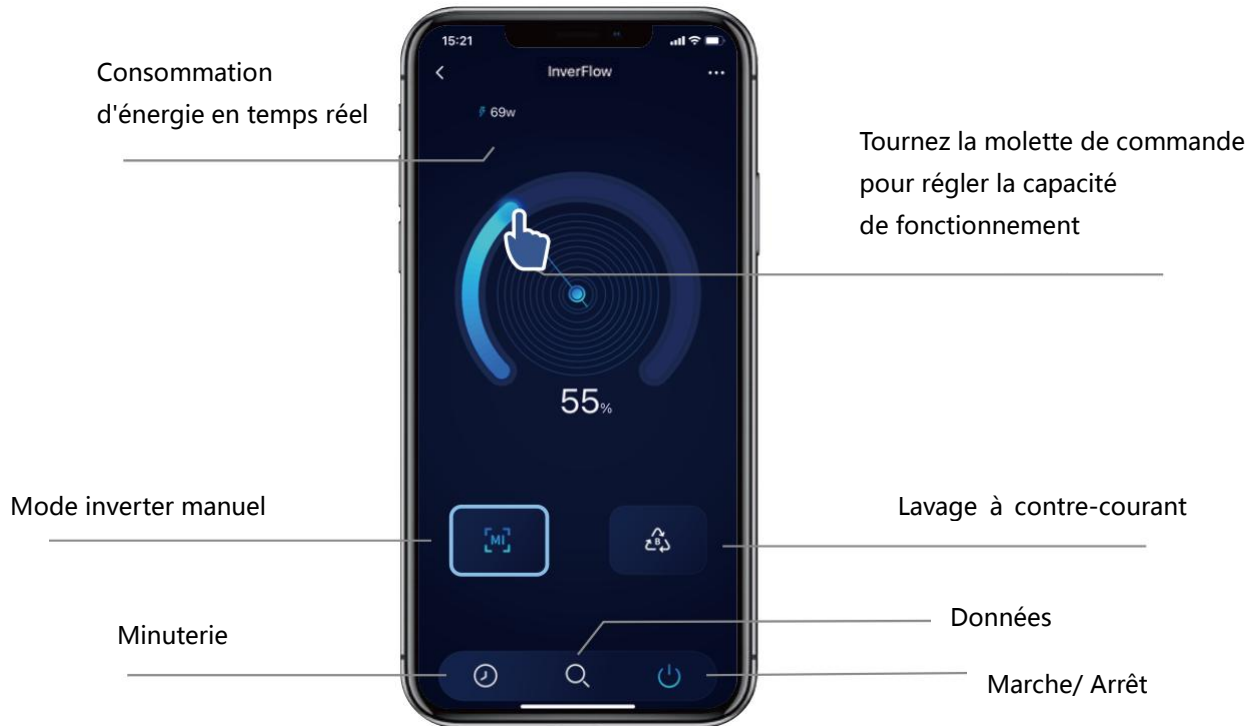 15:21
InverFlow
Consommation
d'énergie en temps réel
69w
Tournez la molette de commande
pour régler la capacité
de fonctionnement
55%
Mode inverter manuel
MI
B
Lavage à contre-courant
Minuterie
Données
Marche/ Arrêt